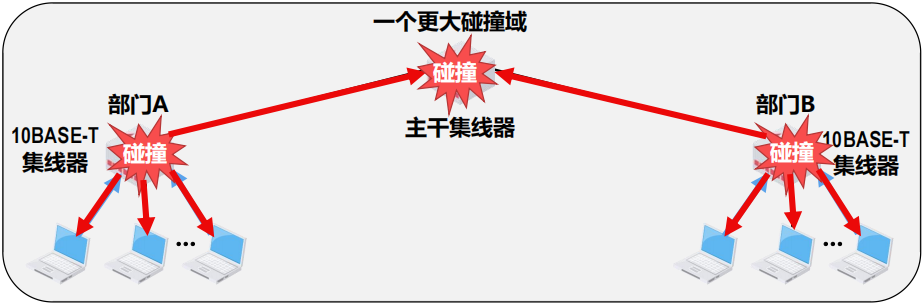 一个更大碰撞域
碰撞
主干集线器
部门A
10BASE-T
集线器
碰撞
...
部门B
10BASE-T
集线器
碰撞
...